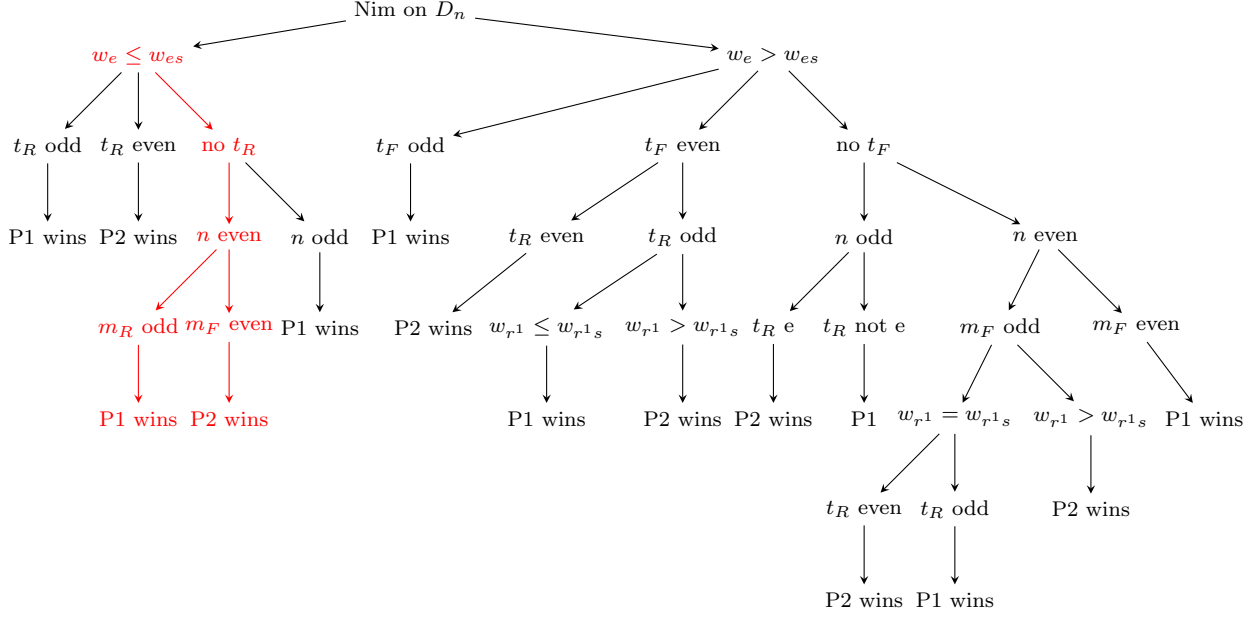 Nim on $D_n$
$w_e \leq w_{es}$ $w_e > w_{es}$
$t_R$ odd $t_R$ even no $t_R$ $t_F$ odd $t_F$ even no $t_F$
P1 wins P2 wins $n$ even $n$ odd P1 wins $t_R$ even $t_R$ odd $n$ odd $n$ even
$m_R$ odd $m_F$ even P1 wins P2 wins $w_{r^1} \leq w_{r^1s}$ $w_{r^1} > w_{r^1s}$ $t_R$ e $t_R$ not e $m_F$ odd $m_F$ even
P1 wins P2 wins P1 wins P2 wins P2 wins P1 $w_{r^1} = w_{r^1s}$ $w_{r^1} > w_{r^1s}$ P1 wins
$t_R$ even $t_R$ odd P2 wins
P2 wins P1 wins